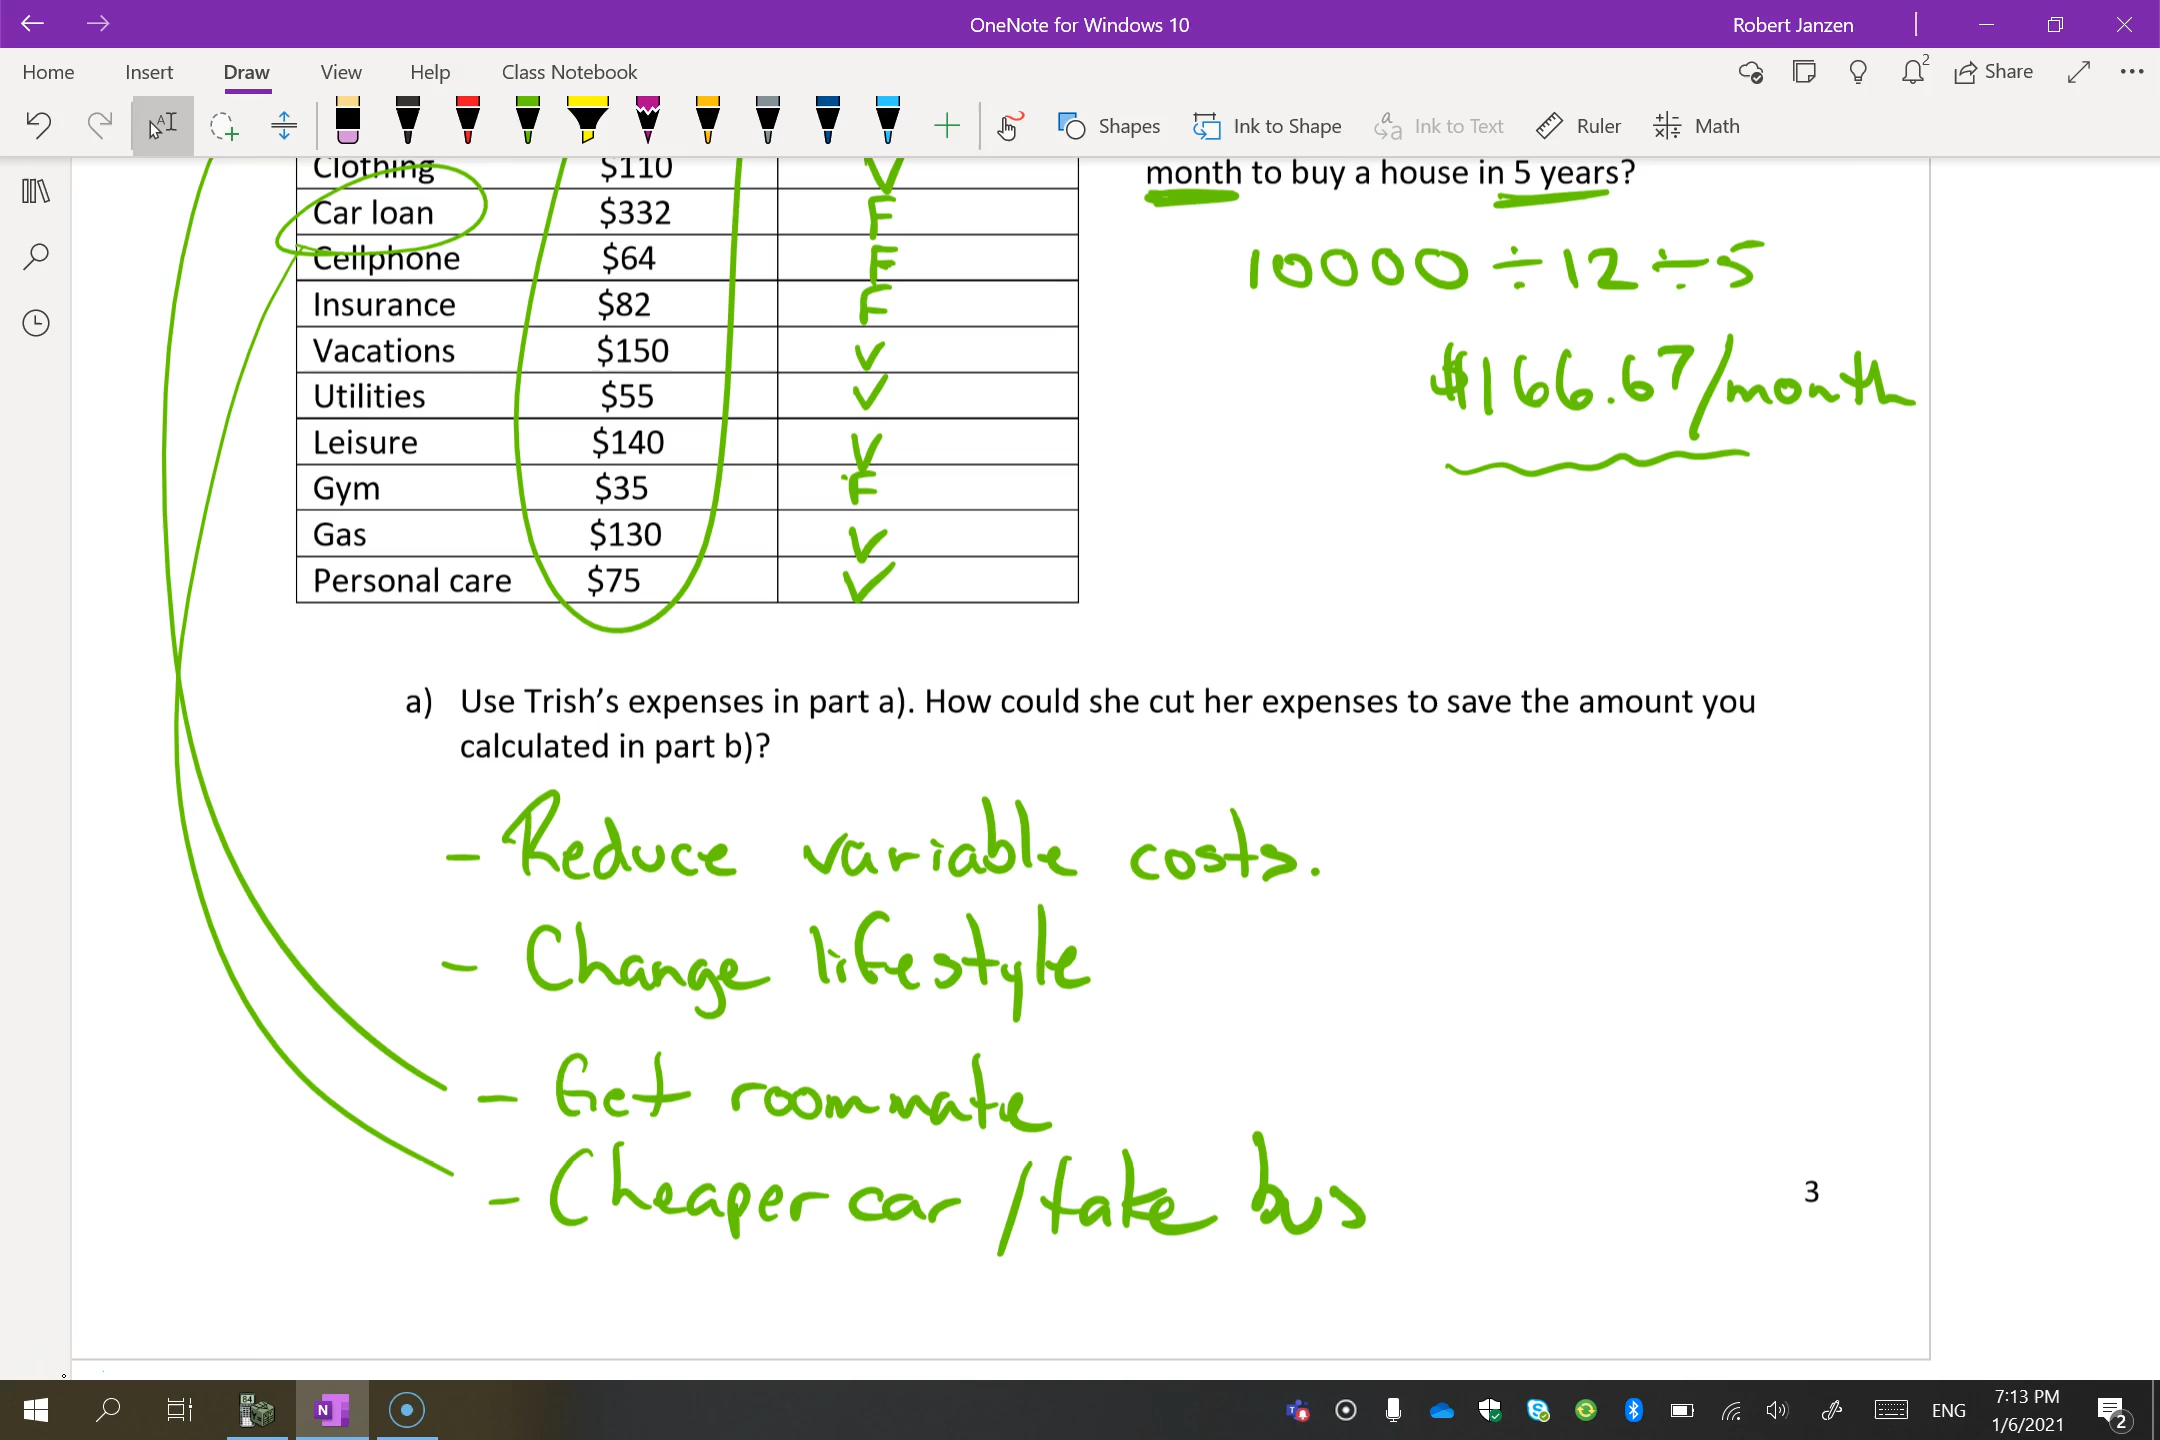 OneNote for Windows 10
Robert Janzen
Home Insert Draw View Help Class Notebook
2
Share
Shapes Ink to Shape Ink to Text Ruler Math
Clothing $110 V
Car loan $332 F
Cellphone $64 F
Insurance $82 F
Vacations $150 V
Utilities $55 V
Leisure $140 V
Gym $35 F
Gas $130 V
Personal care $75 V
month to buy a house in 5 years?
10000 ÷ 12 ÷ 5
$166.67/month
a) Use Trish’s expenses in part a). How could she cut her expenses to save the amount you
calculated in part b)?
- Reduce variable costs.
- Change lifestyle
- Get roommate
- Cheaper car / take bus
3
ENG
7:13 PM
1/6/2021
2